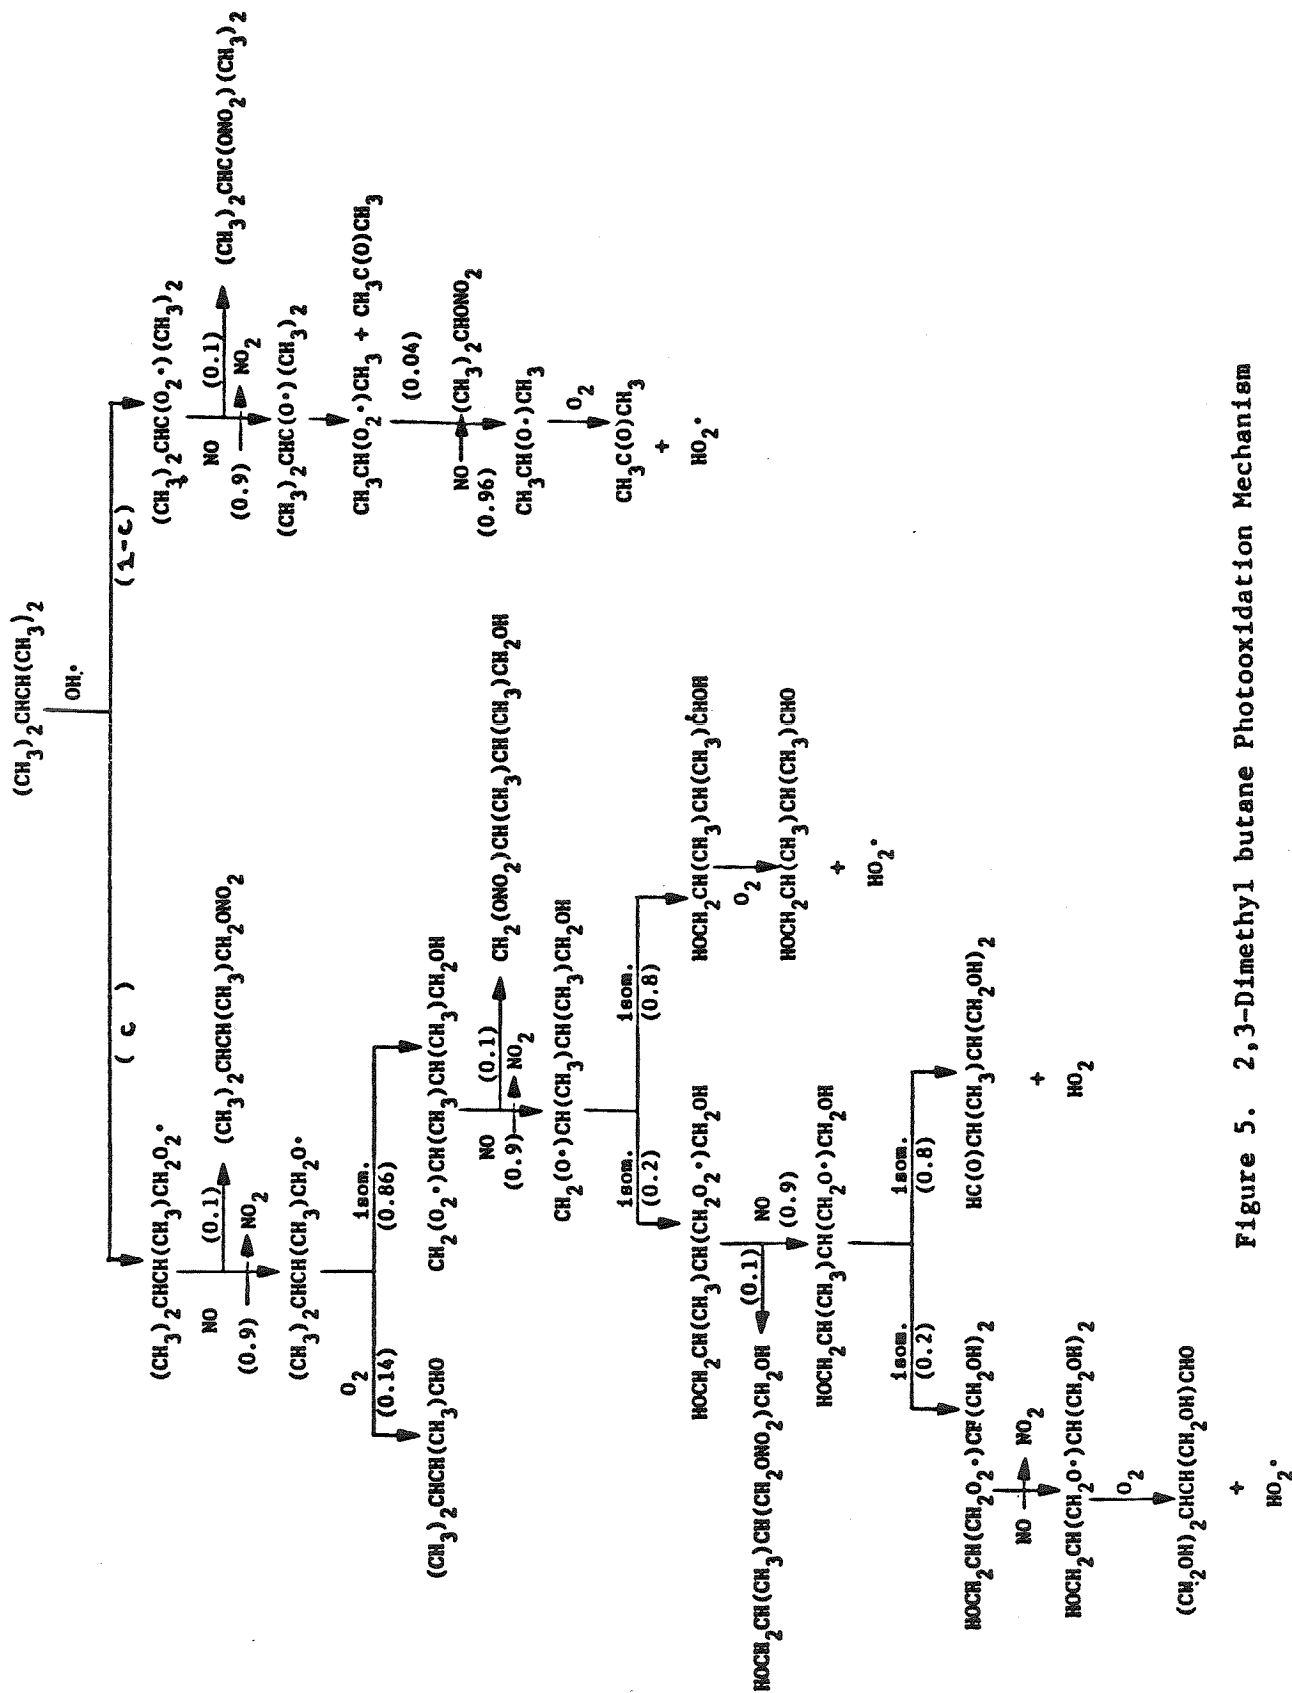 (CH3)2CHCH(CH3)2
OH•
( c )
(1-c)
(CH3)2CHCH(CH3)CH2O2•
NO
(0.1)
(CH3)2CHCH(CH3)CH2ONO2
(0.9)
NO2
(CH3)2CHCH(CH3)CH2O•
O2
(0.14)
isom.
(0.86)
(CH3)2CHCH(CH3)CHO
CH2(O2•)CH(CH3)CH(CH3)CH2OH
NO
(0.1)
CH2(ONO2)CH(CH3)CH(CH3)CH2OH
(0.9)
NO2
CH2(O•)CH(CH3)CH(CH3)CH2OH
isom.
(0.2)
isom.
(0.8)
HOCH2CH(CH3)CH(CH2O2•)CH2OH
HOCH2CH(CH3)CH(CH3)ĊHOH
O2
HOCH2CH(CH3)CH(CH3)CHO
+
HO2•
(0.1)
NO
(0.9)
HOCH2CH(CH3)CH(CH2ONO2)CH2OH
HOCH2CH(CH3)CH(CH2O•)CH2OH
isom.
(0.2)
isom.
(0.8)
HOCH2CH(CH2O2•)CF(CH2OH)2
HC(O)CH(CH3)CH(CH2OH)2
+
HO2
NO
NO2
HOCH2CH(CH2O•)CH(CH2OH)2
O2
(CH2OH)2CHCH(CH2OH)CHO
+
HO2•
(CH3)2CHC(O2•)(CH3)2
NO
(0.1)
(CH3)2CHC(ONO2)(CH3)2
(0.9)
NO2
(CH3)2CHC(O•)(CH3)2
CH3CH(O2•)CH3 + CH3C(O)CH3
(0.04)
NO
(CH3)2CHONO2
(0.96)
CH3CH(O•)CH3
O2
CH3C(O)CH3
+
HO2•
Figure 5. 2,3-Dimethyl butane Photooxidation Mechanism